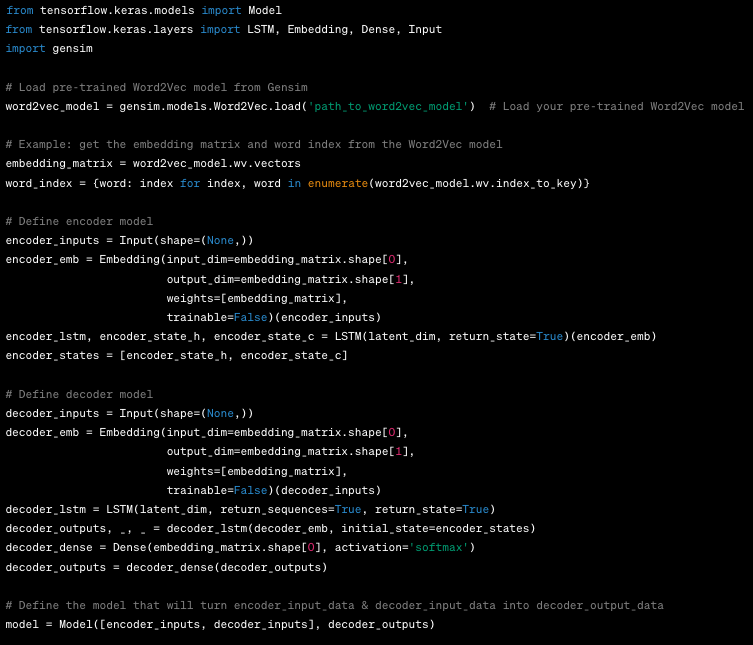 from tensorflow.keras.models import Model
from tensorflow.keras.layers import LSTM, Embedding, Dense, Input
import gensim

# Load pre-trained Word2Vec model from Gensim
word2vec_model = gensim.models.Word2Vec.load('path_to_word2vec_model')  # Load your pre-trained Word2Vec model

# Example: get the embedding matrix and word index from the Word2Vec model
embedding_matrix = word2vec_model.wv.vectors
word_index = {word: index for index, word in enumerate(word2vec_model.wv.index_to_key)}

# Define encoder model
encoder_inputs = Input(shape=(None,))
encoder_emb = Embedding(input_dim=embedding_matrix.shape[0],
                        output_dim=embedding_matrix.shape[1],
                        weights=[embedding_matrix],
                        trainable=False)(encoder_inputs)
encoder_lstm, encoder_state_h, encoder_state_c = LSTM(latent_dim, return_state=True)(encoder_emb)
encoder_states = [encoder_state_h, encoder_state_c]

# Define decoder model
decoder_inputs = Input(shape=(None,))
decoder_emb = Embedding(input_dim=embedding_matrix.shape[0],
                        output_dim=embedding_matrix.shape[1],
                        weights=[embedding_matrix],
                        trainable=False)(decoder_inputs)
decoder_lstm = LSTM(latent_dim, return_sequences=True, return_state=True)
decoder_outputs, _, _ = decoder_lstm(decoder_emb, initial_state=encoder_states)
decoder_dense = Dense(embedding_matrix.shape[0], activation='softmax')
decoder_outputs = decoder_dense(decoder_outputs)

# Define the model that will turn encoder_input_data & decoder_input_data into decoder_output_data
model = Model([encoder_inputs, decoder_inputs], decoder_outputs)